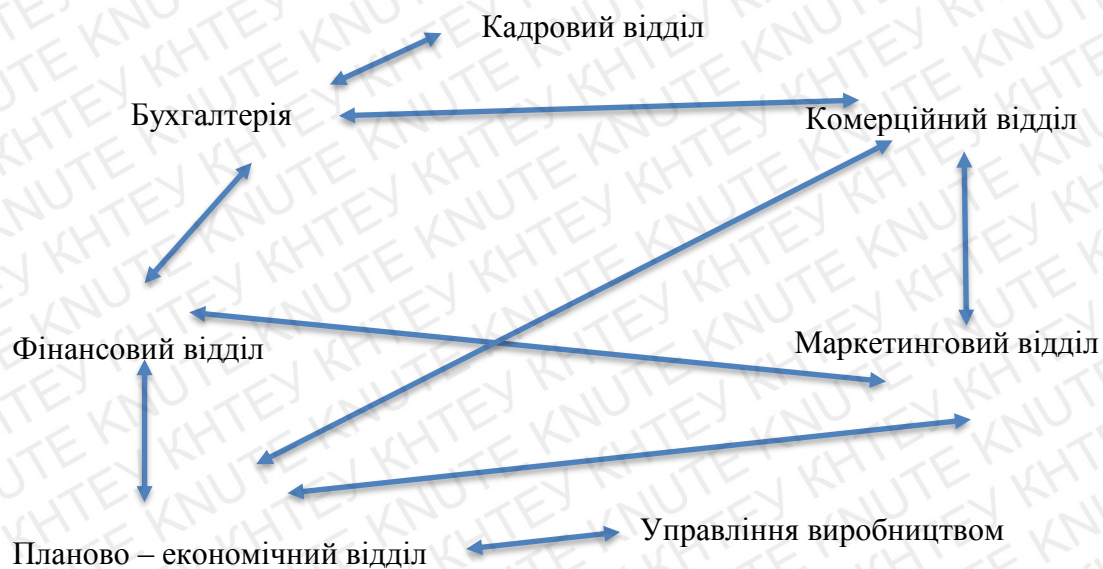 Кадровий відділ
Бухгалтерія
Комерційний відділ
Фінансовий відділ
Маркетинговий відділ
Управління виробництвом
Планово – економічний відділ